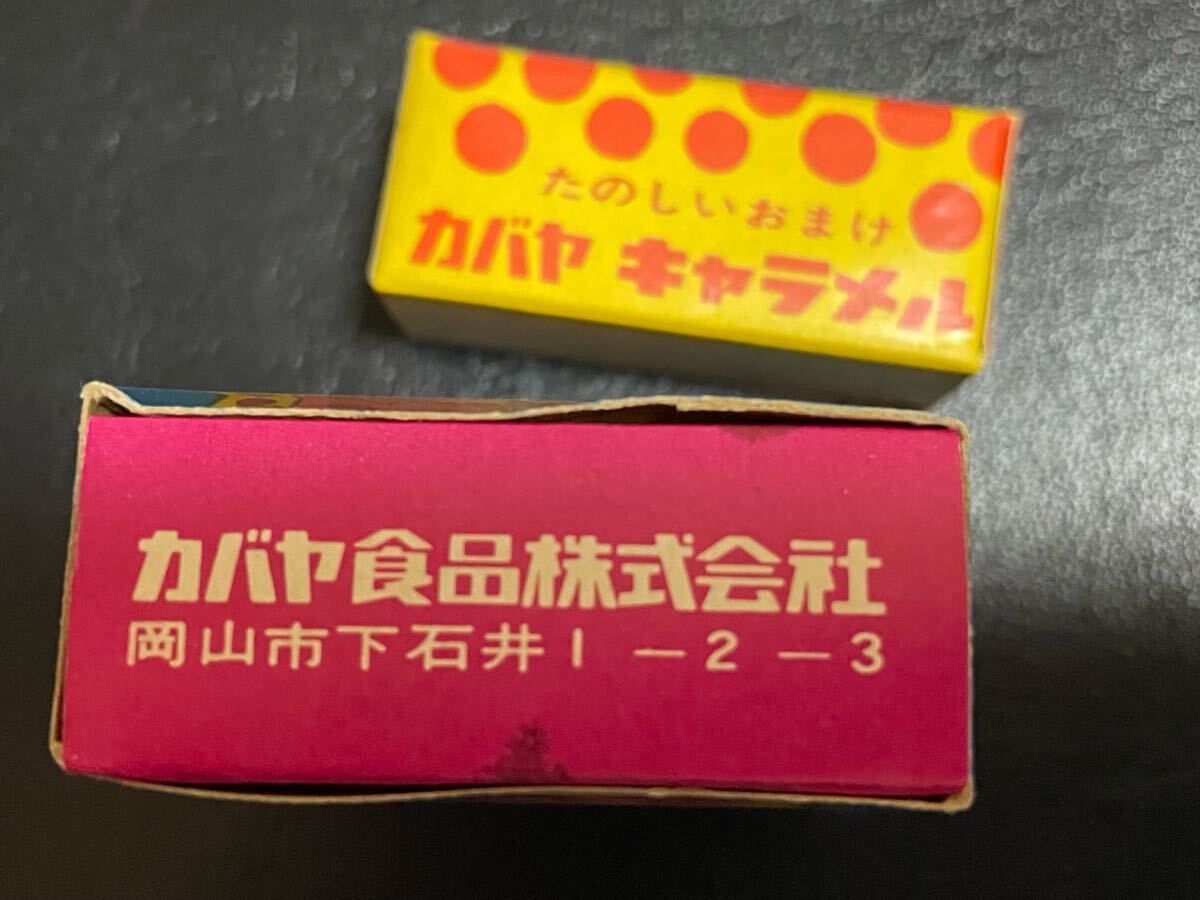 たのしいおまけ
カバヤ キャラメル
カバヤ食品株式会社
岡山市下石井1-2-3